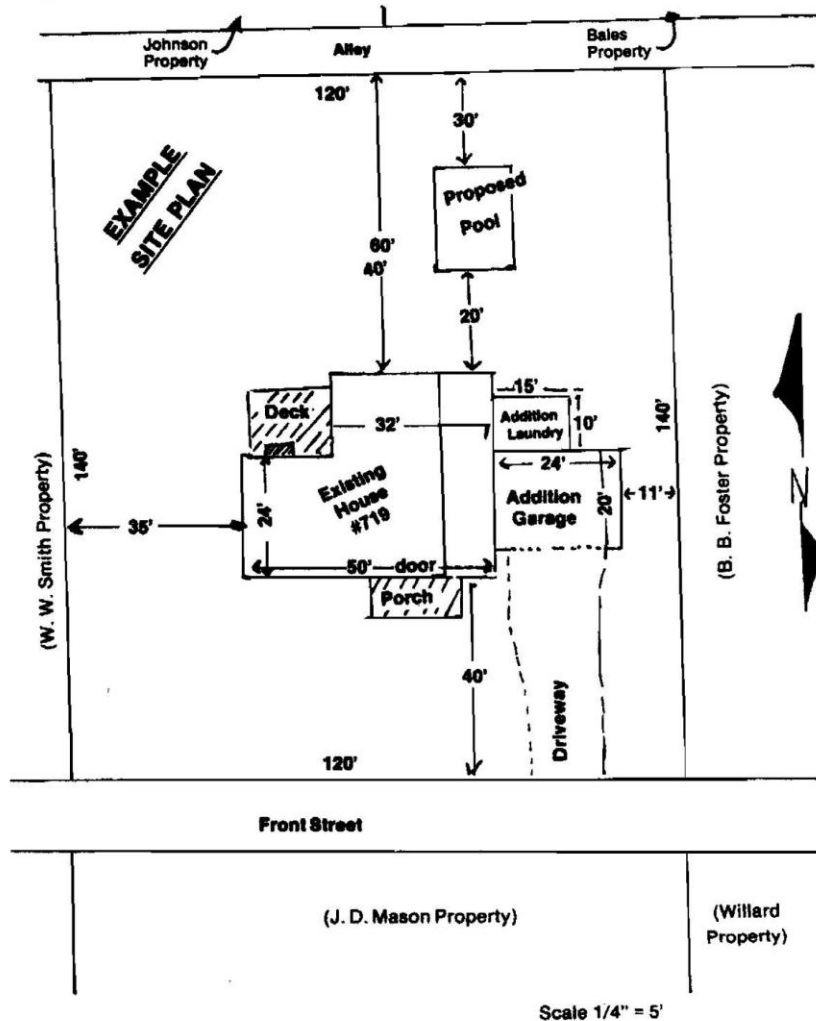 Johnson
Property
Alley
Bales
Property
120'
30'
EXAMPLE
SITE PLAN
Proposed
Pool
60'
40'
20'
Deck
15'
32'
Addition
Laundry
10'
140'
140'
(W. W. Smith Property)
(B. B. Foster Property)
35'
24'
Existing
House
#719
24'
Addition
Garage
20'
11'
N
50'
door
Porch
40'
Driveway
120'
Front Street
(J. D. Mason Property)
(Willard
Property)
Scale 1/4" = 5'